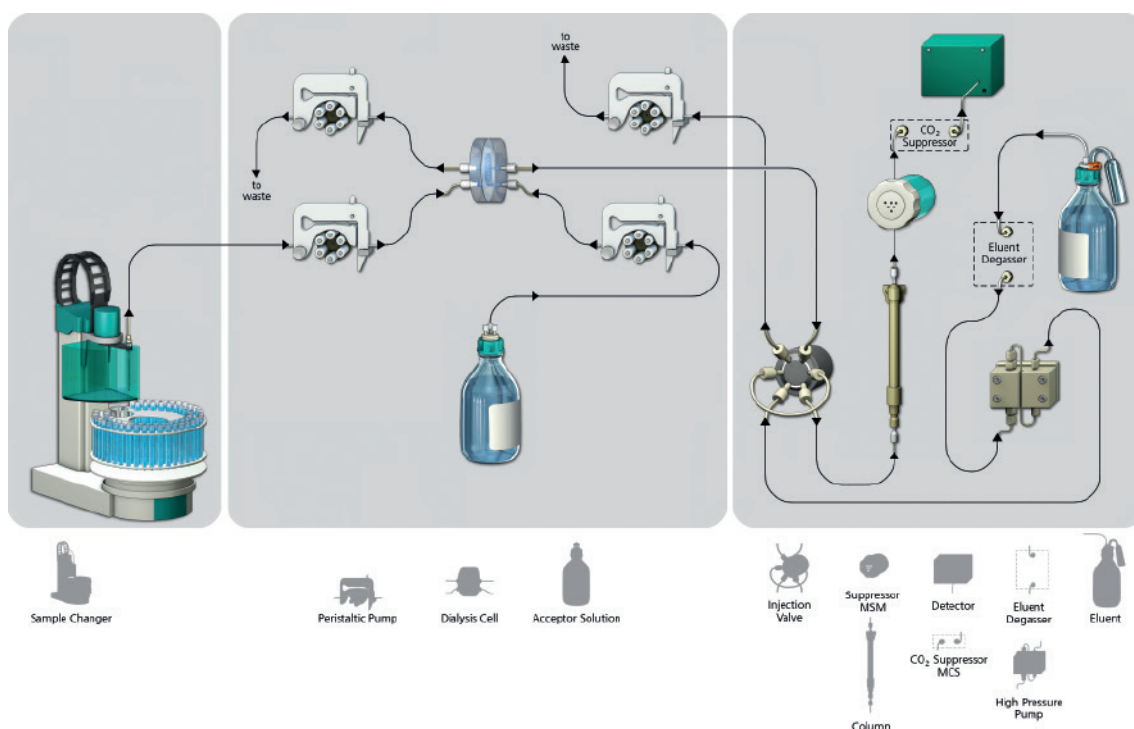 to
waste
to
waste
CO₂
Suppressor
Eluent
Degasser
Sample Changer
Peristaltic Pump
Dialysis Cell
Acceptor Solution
Injection
Valve
Suppressor
MSM
Detector
Eluent
Degasser
Eluent
CO₂ Suppressor
MCS
High Pressure
Pump
Column